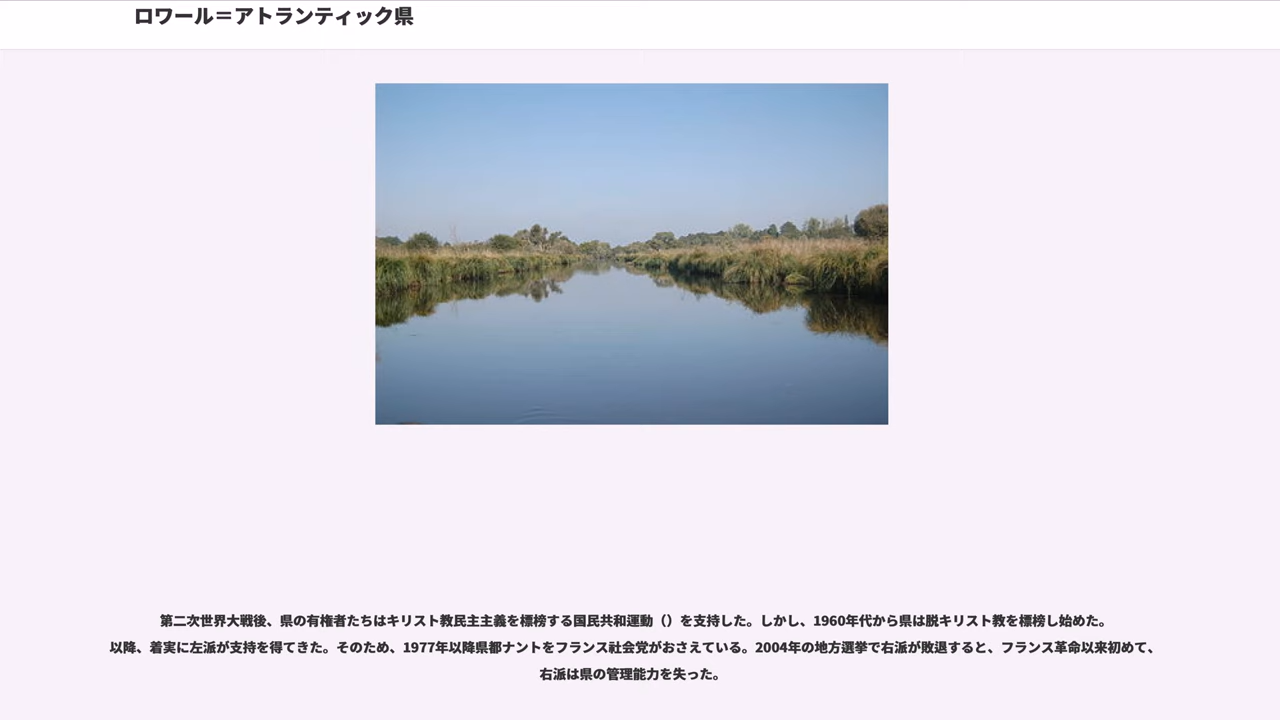 ロワール＝アトランティック県
第二次世界大戦後、県の有権者たちはキリスト教民主主義を標榜する国民共和運動（）を支持した。しかし、1960年代から県は脱キリスト教を標榜し始めた。
以降、着実に左派が支持を得てきた。そのため、1977年以降県都ナントをフランス社会党がおさえている。2004年の地方選挙で右派が敗退すると、フランス革命以来初めて、
右派は県の管理能力を失った。